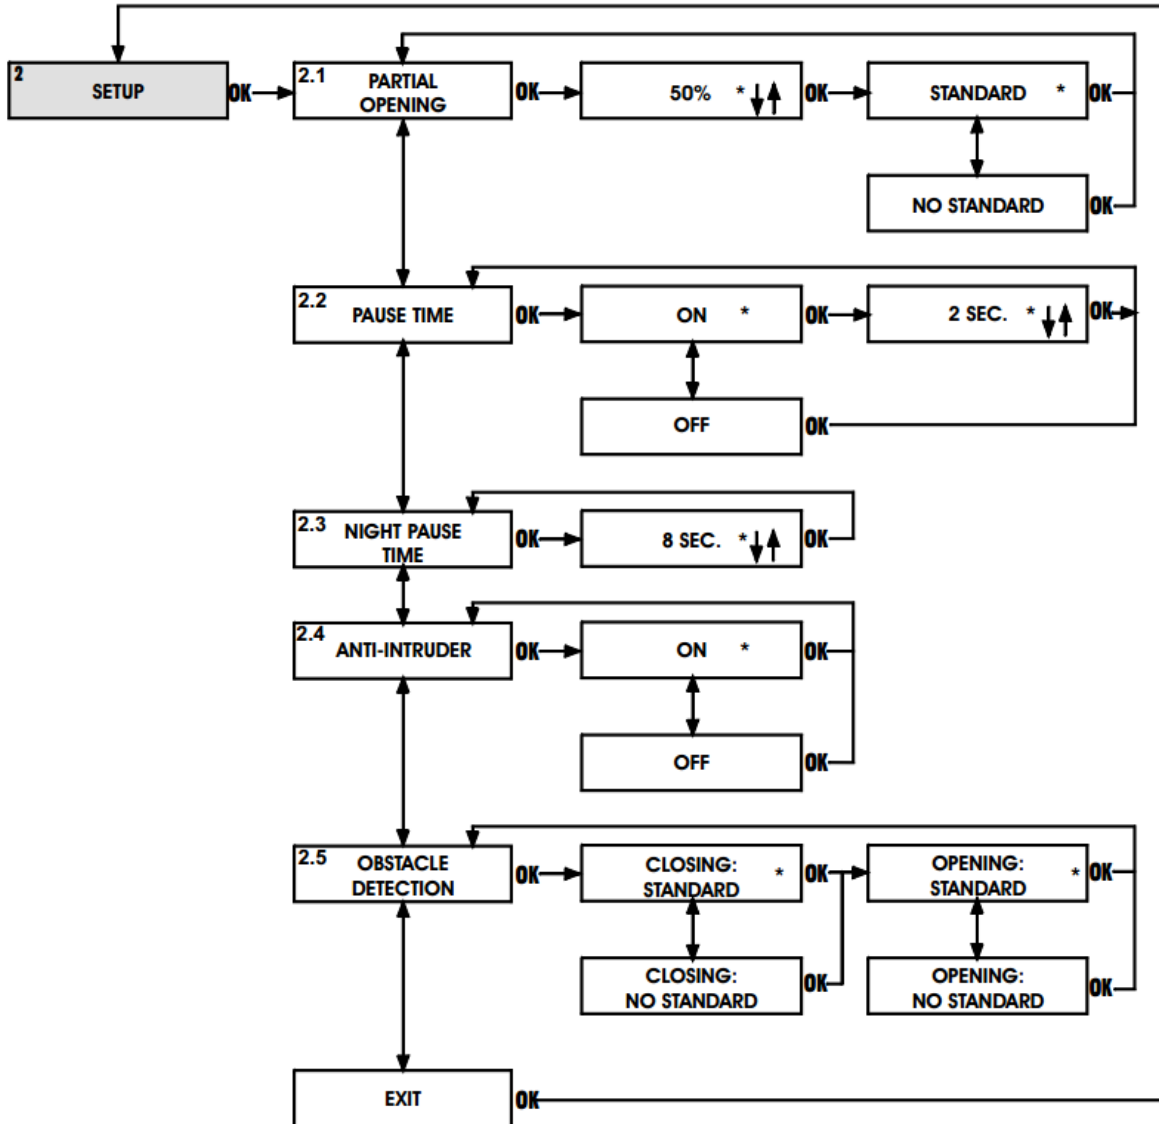 2
SETUP
OK
2.1
PARTIAL
OPENING
OK
50% *
OK
STANDARD *
OK
NO STANDARD
OK
2.2
PAUSE TIME
OK
ON *
OK
2 SEC. *
OK
OFF
OK
2.3
NIGHT PAUSE
TIME
OK
8 SEC. *
OK
2.4
ANTI-INTRUDER
OK
ON *
OK
OFF
OK
2.5
OBSTACLE
DETECTION
OK
CLOSING:
STANDARD *
OK
OPENING:
STANDARD *
OK
CLOSING:
NO STANDARD
OK
OPENING:
NO STANDARD
OK
EXIT
OK